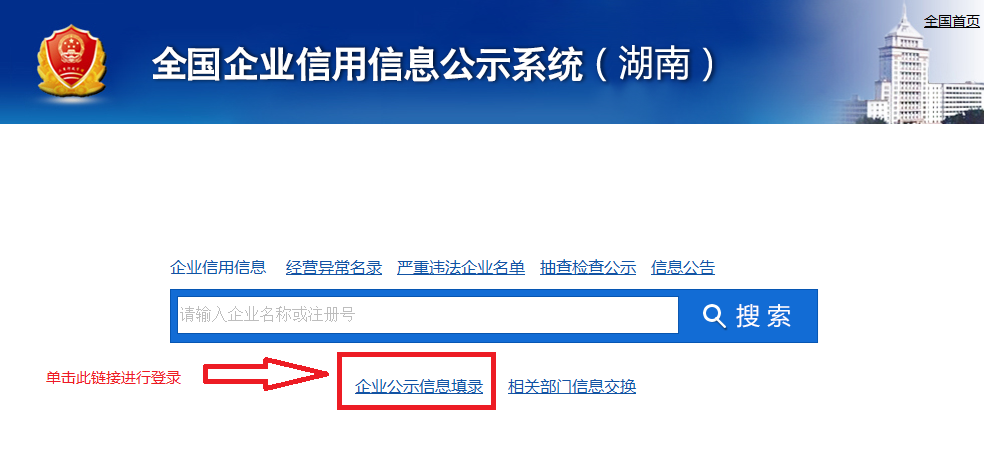 全国首页
全国企业信用信息公示系统（湖南）
企业信用信息 经营异常名录 严重违法企业名单 抽查检查公示 信息公告
请输入企业名称或注册号 搜索
单击此链接进行登录 企业公示信息填录 相关部门信息交换